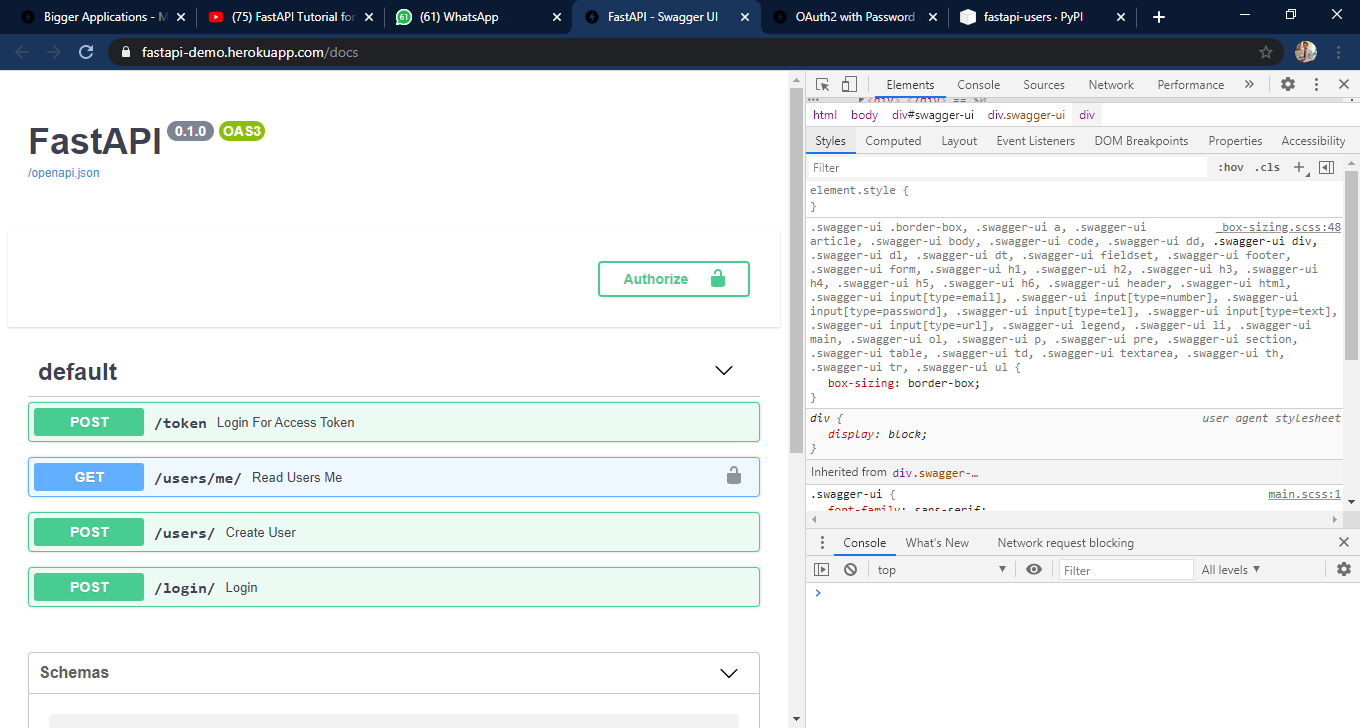 Bigger Applications - M
(75) FastAPI Tutorial for
(61) WhatsApp
FastAPI - Swagger UI
OAuth2 with Password
fastapi-users · PyPI
fastapi-demo.herokuapp.com/docs
FastAPI 0.1.0 OAS3
/openapi.json
Authorize
default
POST /token Login For Access Token
GET /users/me/ Read Users Me
POST /users/ Create User
POST /login/ Login
Schemas
Elements Console Sources Network Performance
html body div#swagger-ui div.swagger-ui div
Styles Computed Layout Event Listeners DOM Breakpoints Properties Accessibility
Filter :hov .cls
element.style {
}
.swagger-ui .border-box, .swagger-ui a, .swagger-ui _box-sizing.scss:48
article, .swagger-ui body, .swagger-ui code, .swagger-ui dd, .swagger-ui div,
.swagger-ui dl, .swagger-ui dt, .swagger-ui fieldset, .swagger-ui footer,
.swagger-ui form, .swagger-ui h1, .swagger-ui h2, .swagger-ui h3, .swagger-ui
h4, .swagger-ui h5, .swagger-ui h6, .swagger-ui header, .swagger-ui html,
.swagger-ui input[type=email], .swagger-ui input[type=number], .swagger-ui
input[type=password], .swagger-ui input[type=tel], .swagger-ui input[type=text],
.swagger-ui input[type=url], .swagger-ui legend, .swagger-ui li, .swagger-ui
main, .swagger-ui ol, .swagger-ui p, .swagger-ui pre, .swagger-ui section,
.swagger-ui table, .swagger-ui td, .swagger-ui textarea, .swagger-ui th,
.swagger-ui tr, .swagger-ui ul {
box-sizing: border-box;
}
div { user agent stylesheet
display: block;
}
Inherited from div.swagger-…
.swagger-ui { main.scss:1
font-family: sans-serif;
Console What's New Network request blocking
top Filter All levels